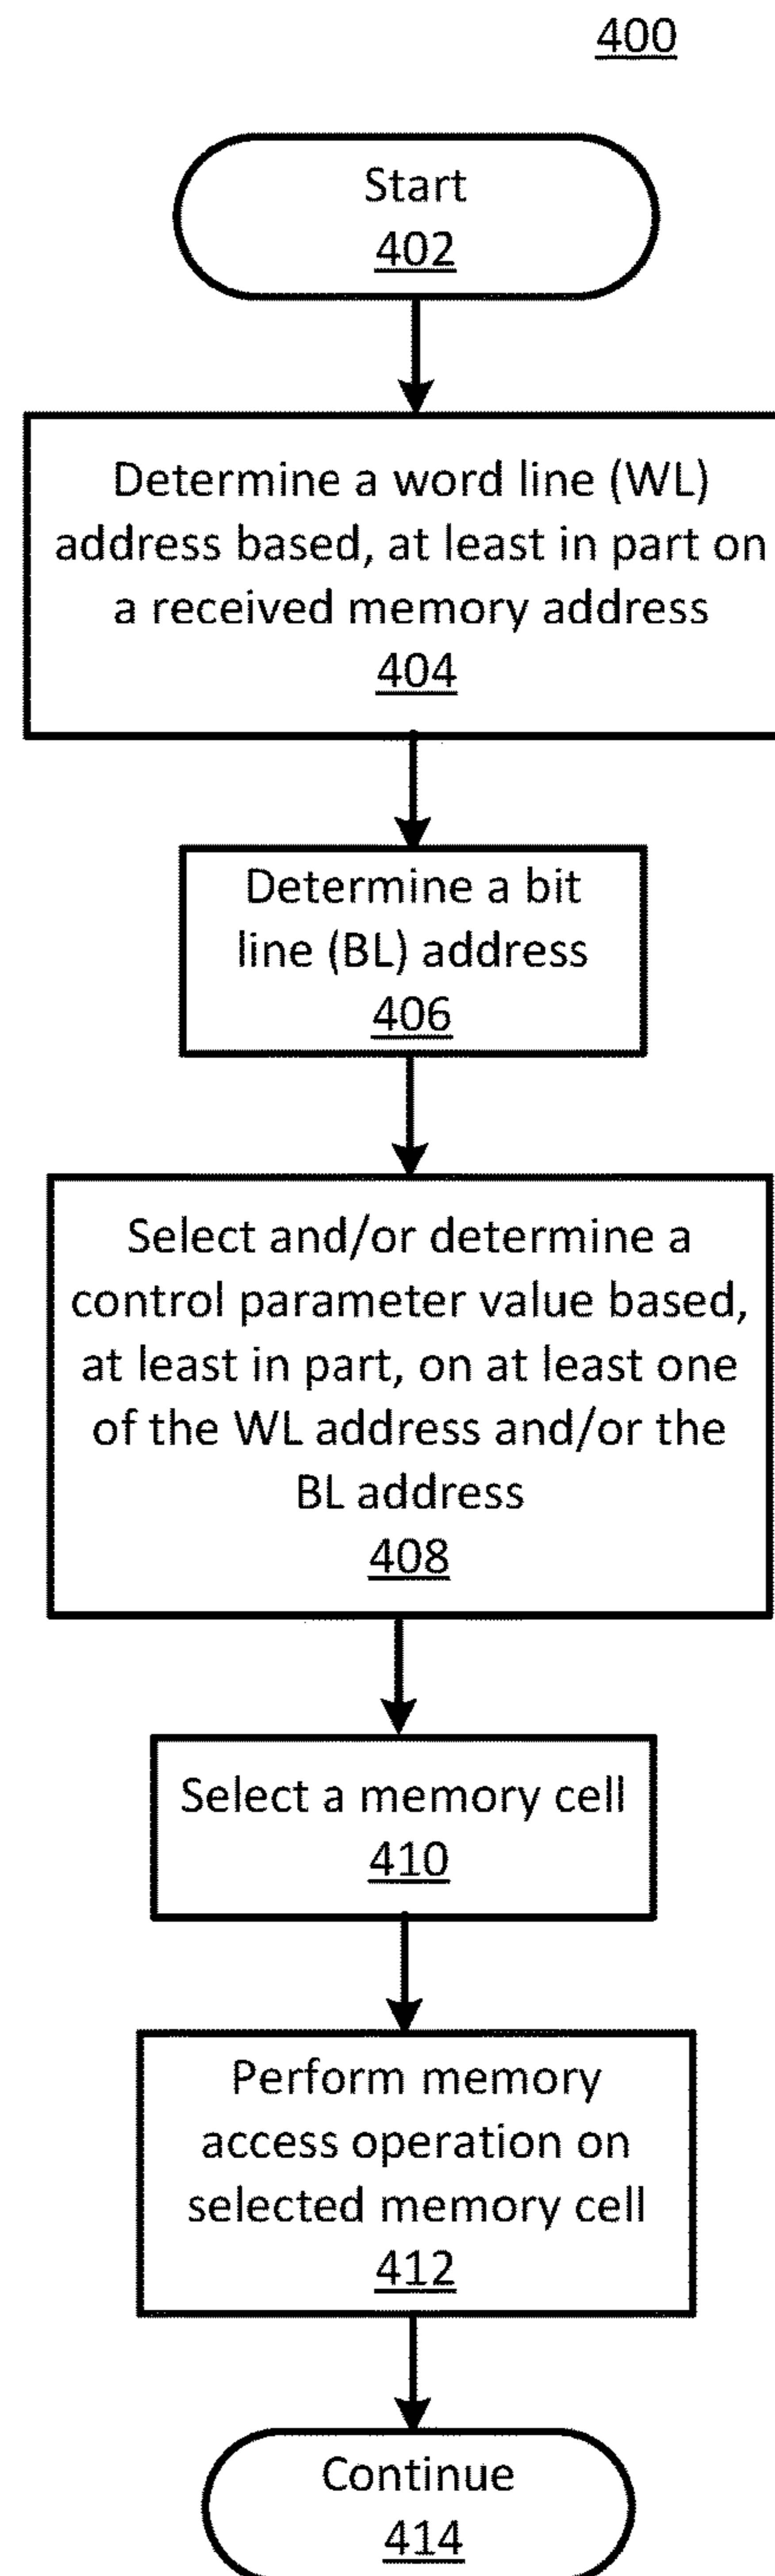 400
Start
402
Determine a word line (WL)
address based, at least in part on
a received memory address
404
Determine a bit
line (BL) address
406
Select and/or determine a
control parameter value based,
at least in part, on at least one
of the WL address and/or the
BL address
408
Select a memory cell
410
Perform memory
access operation on
selected memory cell
412
Continue
414